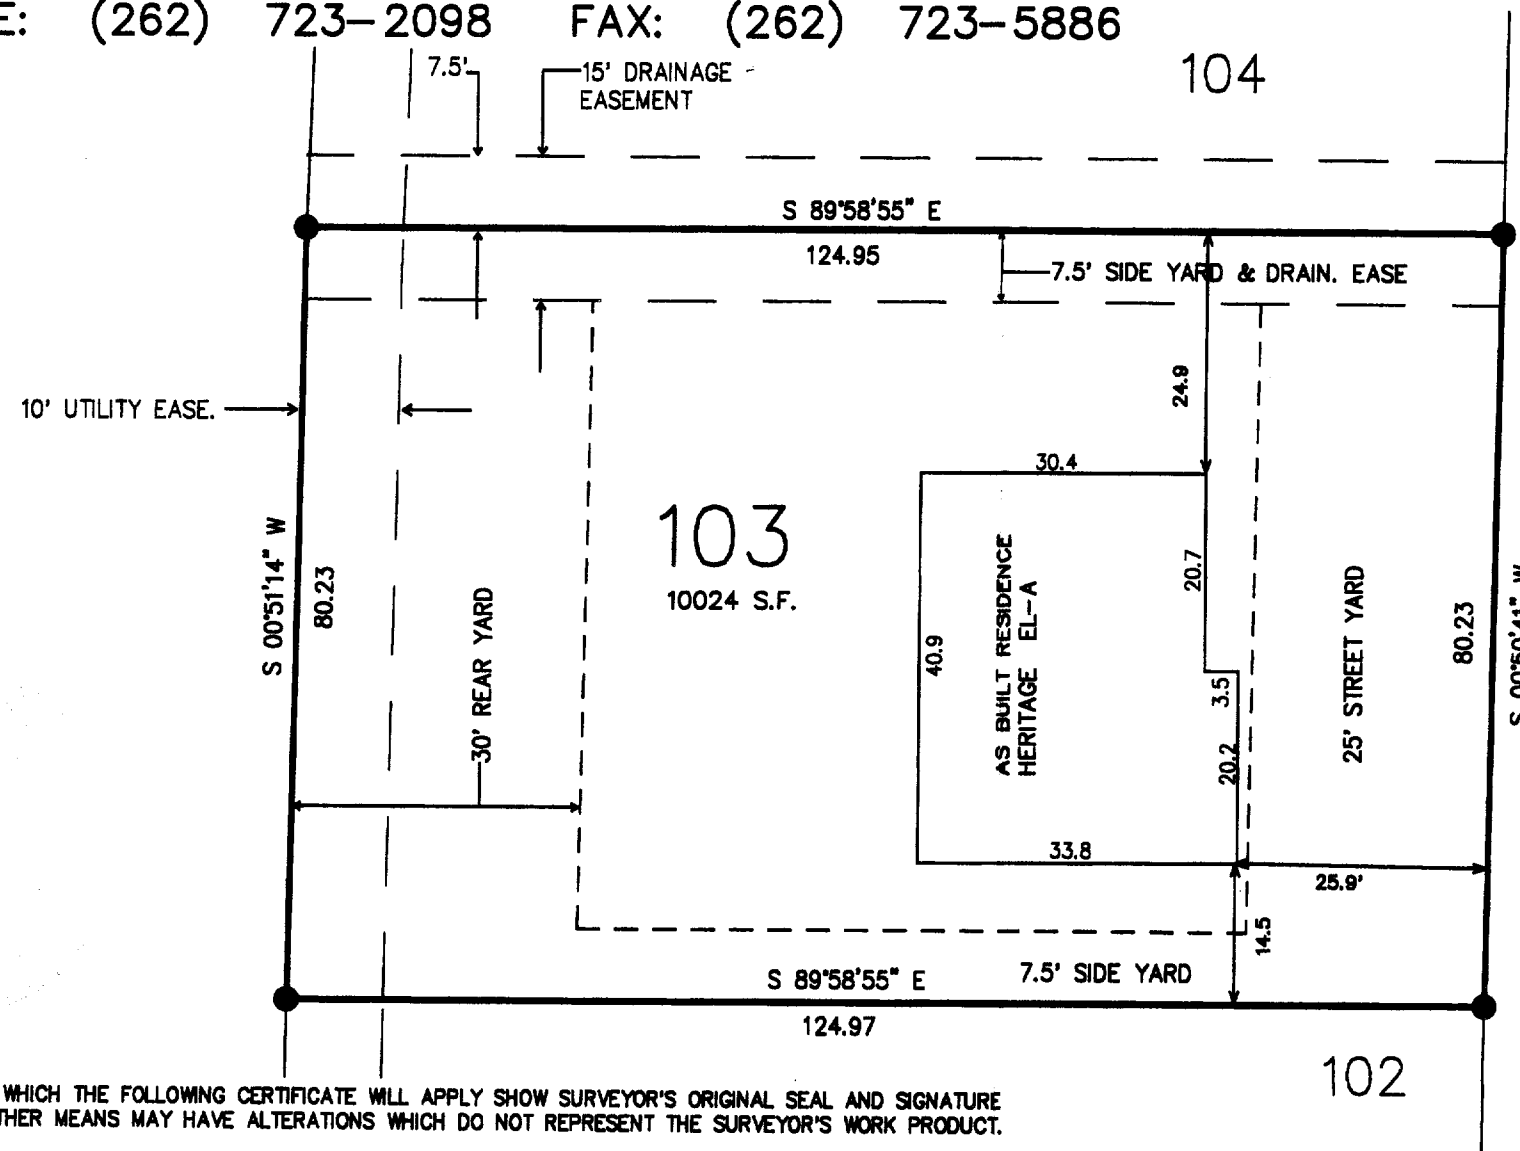 E: (262) 723-2098 FAX: (262) 723-5886
7.5'
15' DRAINAGE
EASEMENT
104
S 89°58'55" E
124.95
7.5' SIDE YARD & DRAIN. EASE
24.9
10' UTILITY EASE.
30.4
103
10024 S.F.
S 00°51'14" W
80.23
30' REAR YARD
40.9
AS BUILT RESIDENCE
HERITAGE EL-A
20.7
3.5
20.2
25' STREET YARD
80.23
S 00°50'41" W
33.8
25.9'
14.5
7.5' SIDE YARD
S 89°58'55" E
124.97
102
WHICH THE FOLLOWING CERTIFICATE WILL APPLY SHOW SURVEYOR'S ORIGINAL SEAL AND SIGNATURE
THER MEANS MAY HAVE ALTERATIONS WHICH DO NOT REPRESENT THE SURVEYOR'S WORK PRODUCT.